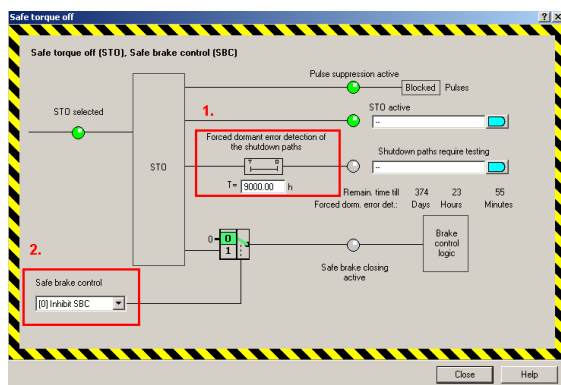 Safe torque off
Safe torque off (STO), Safe brake control (SBC)
Pulse suppression active
Blocked Pulses
STO selected
1.
STO active
--
Forced dormant error detection of
the shutdown paths
T 0
Shutdown paths require testing
--
STO
T= 9000.00 h
Remain. time till 374 23 55
Forced dorm. error det.: Days Hours Minutes
0 0
1
Brake
control
logic
2.
Safe brake closing
active
Safe brake control
[0] Inhibit SBC
Close Help